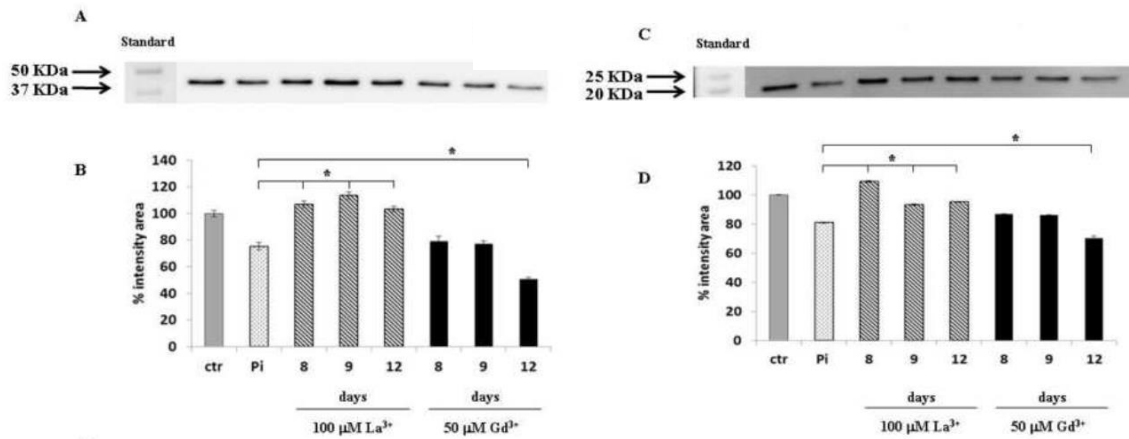 A
Standard
50 KDa
37 KDa
C
Standard
25 KDa
20 KDa
B
% intensity area
140
120
100
80
60
40
20
0
*
*
ctr Pi 8 9 12 8 9 12
days days
100 µM La³⁺ 50 µM Gd³⁺
D
% intensity area
120
100
80
60
40
20
0
*
*
ctr Pi 8 9 12 8 9 12
days days
100 µM La³⁺ 50 µM Gd³⁺